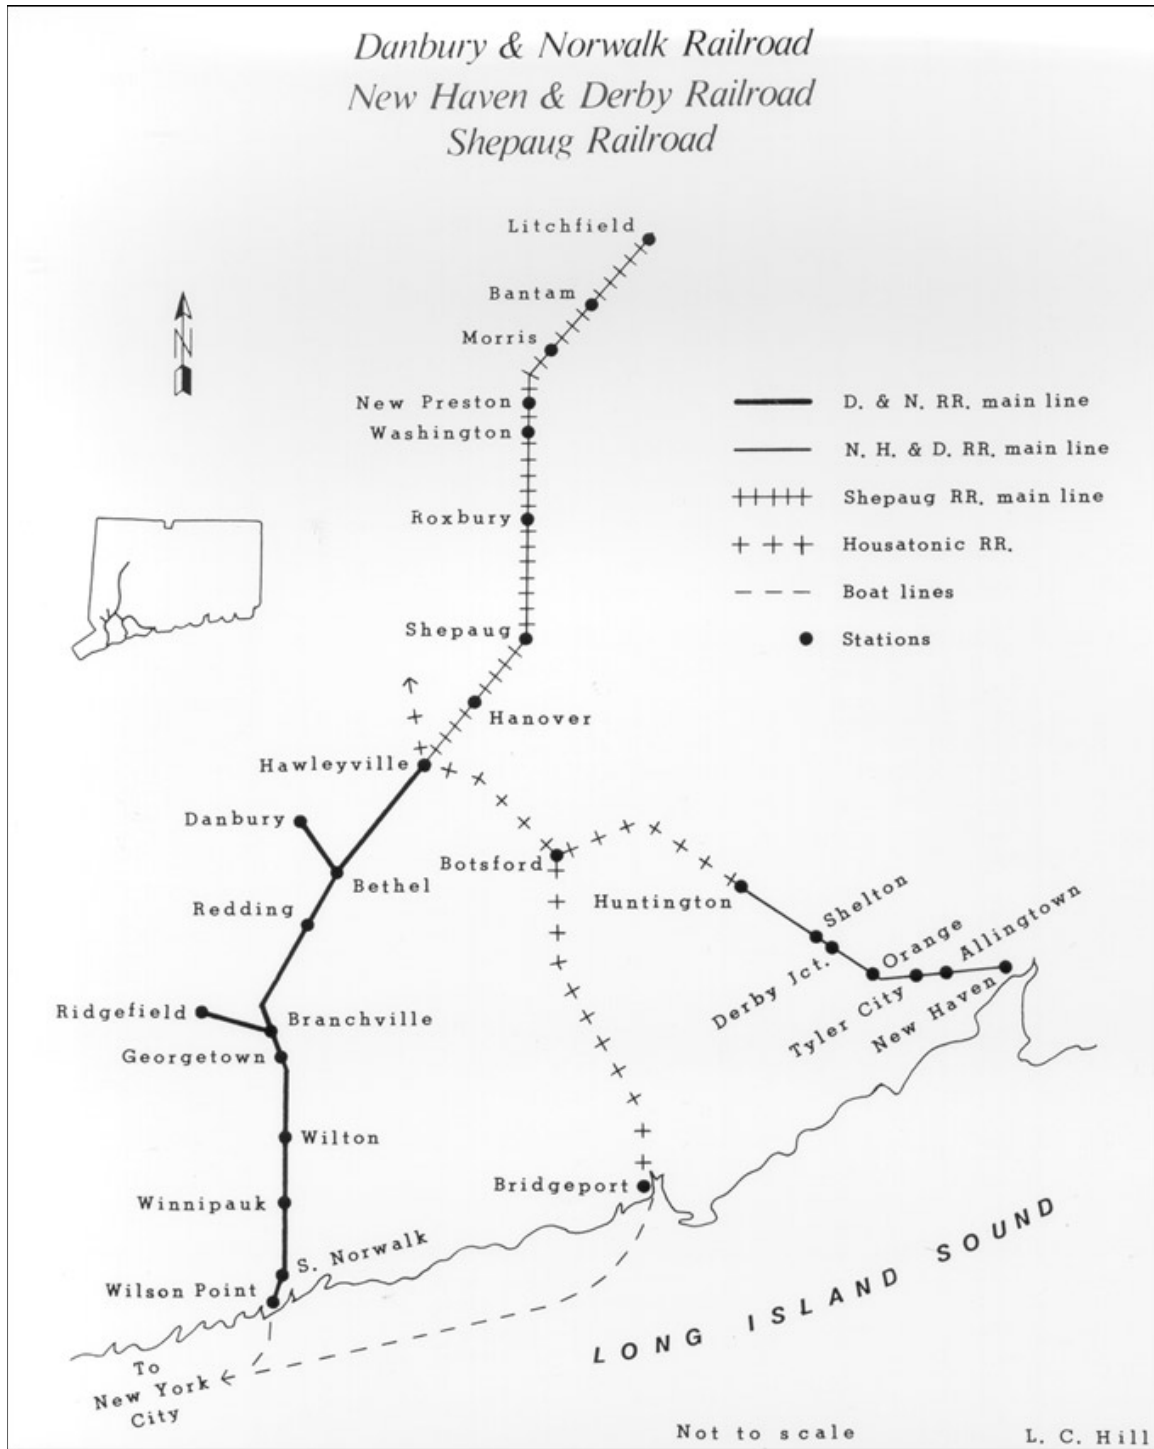 Danbury & Norwalk Railroad
New Haven & Derby Railroad
Shepaug Railroad
Litchfield
Bantam
Morris
N
New Preston
Washington
D. & N. RR. main line
N. H. & D. RR. main line
Shepaug RR. main line
Housatonic RR.
Boat lines
Stations
Roxbury
Shepaug
Hanover
Hawleyville
Danbury
Bethel
Botsford
Redding
Huntington
Shelton
Derby Jct.
Orange
Tyler City
Allingtown
New Haven
Ridgefield
Branchville
Georgetown
Wilton
Winnipauk
Bridgeport
S. Norwalk
Wilson Point
LONG ISLAND SOUND
To
New York
City
Not to scale
L. C. Hill